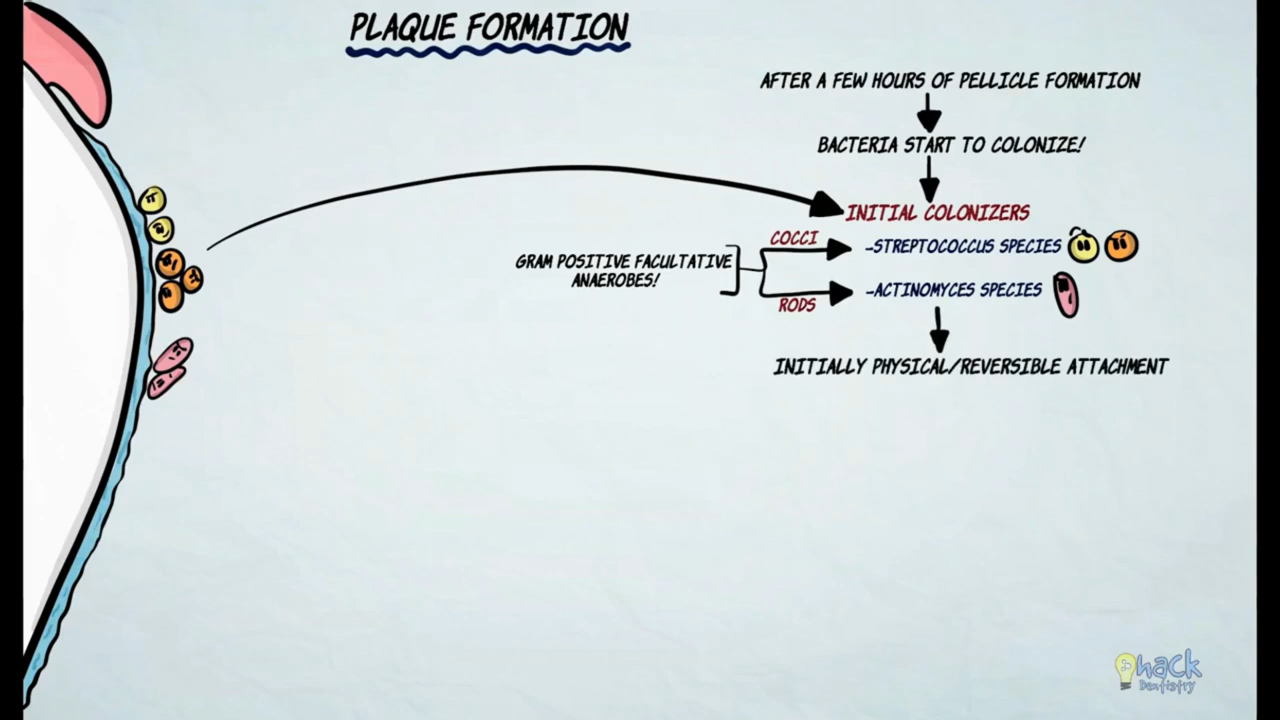 PLAQUE FORMATION
AFTER A FEW HOURS OF PELLICLE FORMATION
BACTERIA START TO COLONIZE!
INITIAL COLONIZERS
COCCI
-STREPTOCOCCUS SPECIES
GRAM POSITIVE FACULTATIVE
ANAEROBES!
-ACTINOMYCES SPECIES
RODS
INITIALLY PHYSICAL/REVERSIBLE ATTACHMENT
hack
Dentistry